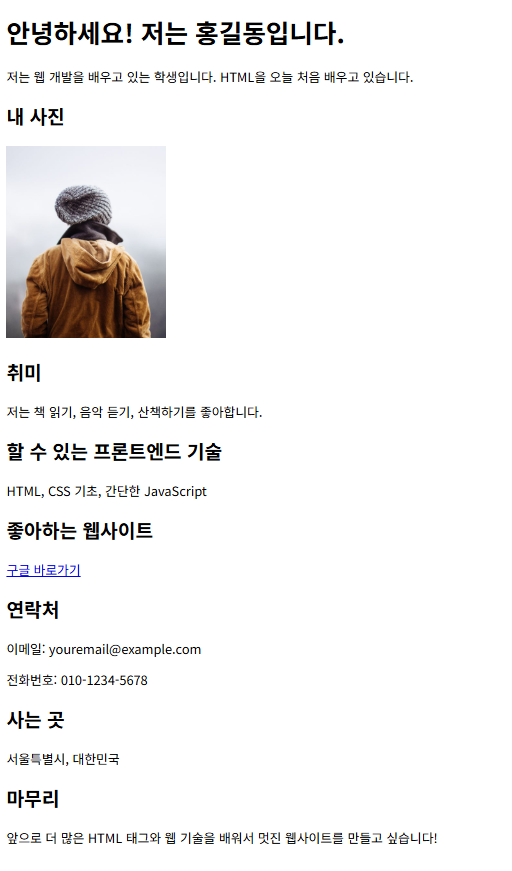 안녕하세요! 저는 홍길동입니다.
저는 웹 개발을 배우고 있는 학생입니다. HTML을 오늘 처음 배우고 있습니다.
내 사진
취미
저는 책 읽기, 음악 듣기, 산책하기를 좋아합니다.
할 수 있는 프론트엔드 기술
HTML, CSS 기초, 간단한 JavaScript
좋아하는 웹사이트
구글 바로가기
연락처
이메일: youremail@example.com
전화번호: 010-1234-5678
사는 곳
서울특별시, 대한민국
마무리
앞으로 더 많은 HTML 태그와 웹 기술을 배워서 멋진 웹사이트를 만들고 싶습니다!